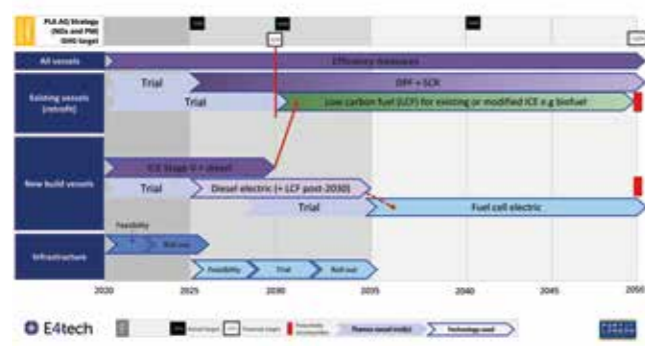 PLA AQ Strategy
(NOx and PM)
GHG target
All vessels
Efficiency measures
Existing vessels
(retrofit)
Trial
DPF + SCR
Trial
Low carbon fuel (LCF) for existing or modified ICE e.g biofuel
New build vessels
ICE Stage V + diesel
Trial
Diesel electric (+ LCF post-2030)
Trial
Fuel cell electric
Infrastructure
Feasibility
Roll out
Feasibility
Trial
Roll out
2020
2025
2030
2035
2040
2045
2050
E4tech
Technology used